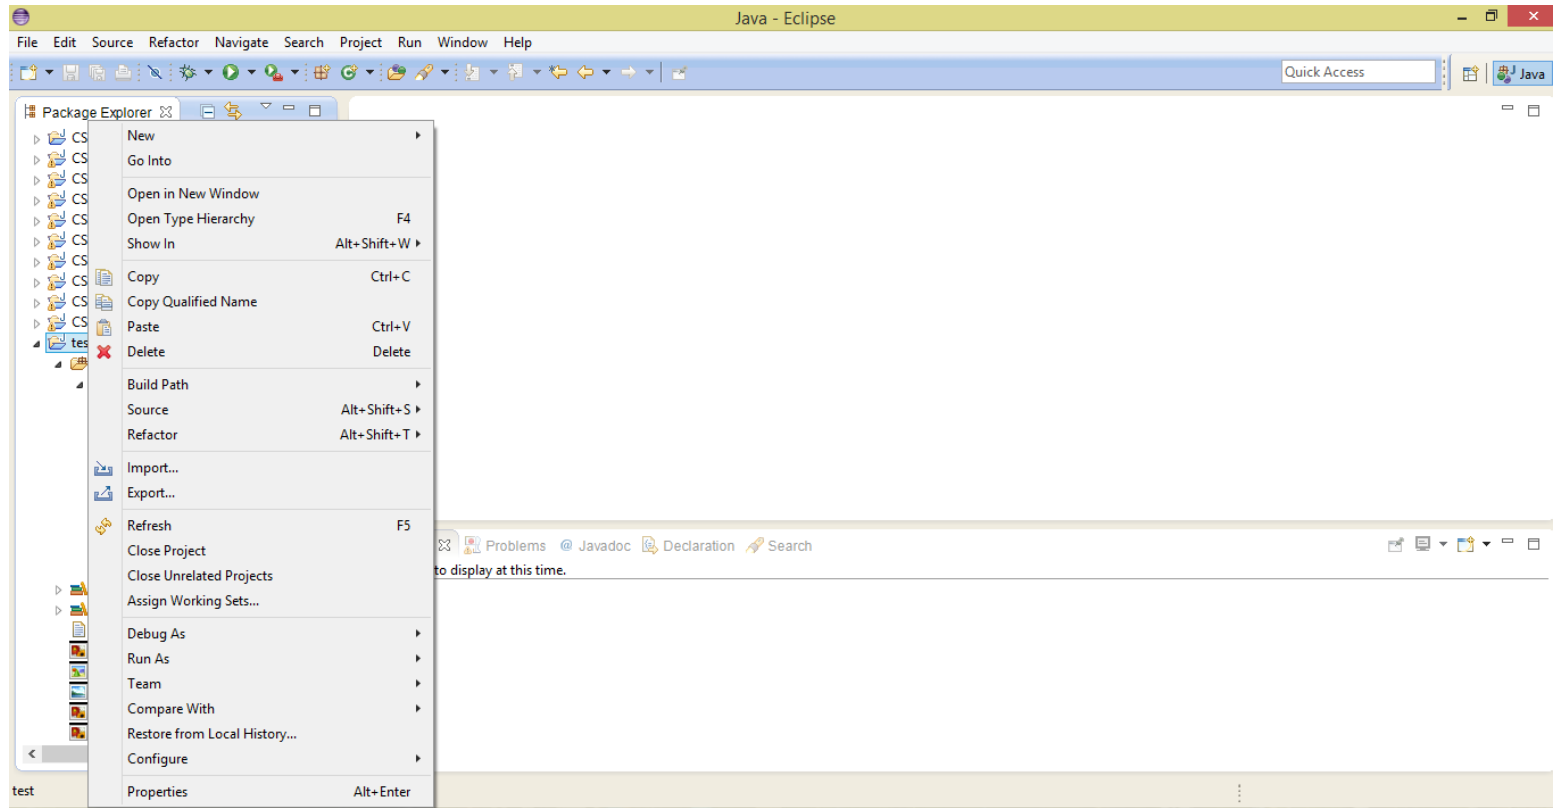 Java - Eclipse
File Edit Source Refactor Navigate Search Project Run Window Help
Quick Access
Java
Package Explorer
CS
CS
CS
CS
CS
CS
CS
CS
CS
CS
tes
New
Go Into
Open in New Window
Open Type Hierarchy F4
Show In Alt+Shift+W
Copy Ctrl+C
Copy Qualified Name
Paste Ctrl+V
Delete Delete
Build Path
Source Alt+Shift+S
Refactor Alt+Shift+T
Import...
Export...
Refresh F5
Close Project
Close Unrelated Projects
Assign Working Sets...
Debug As
Run As
Team
Compare With
Restore from Local History...
Configure
Properties Alt+Enter
Problems @ Javadoc Declaration Search
to display at this time.
test